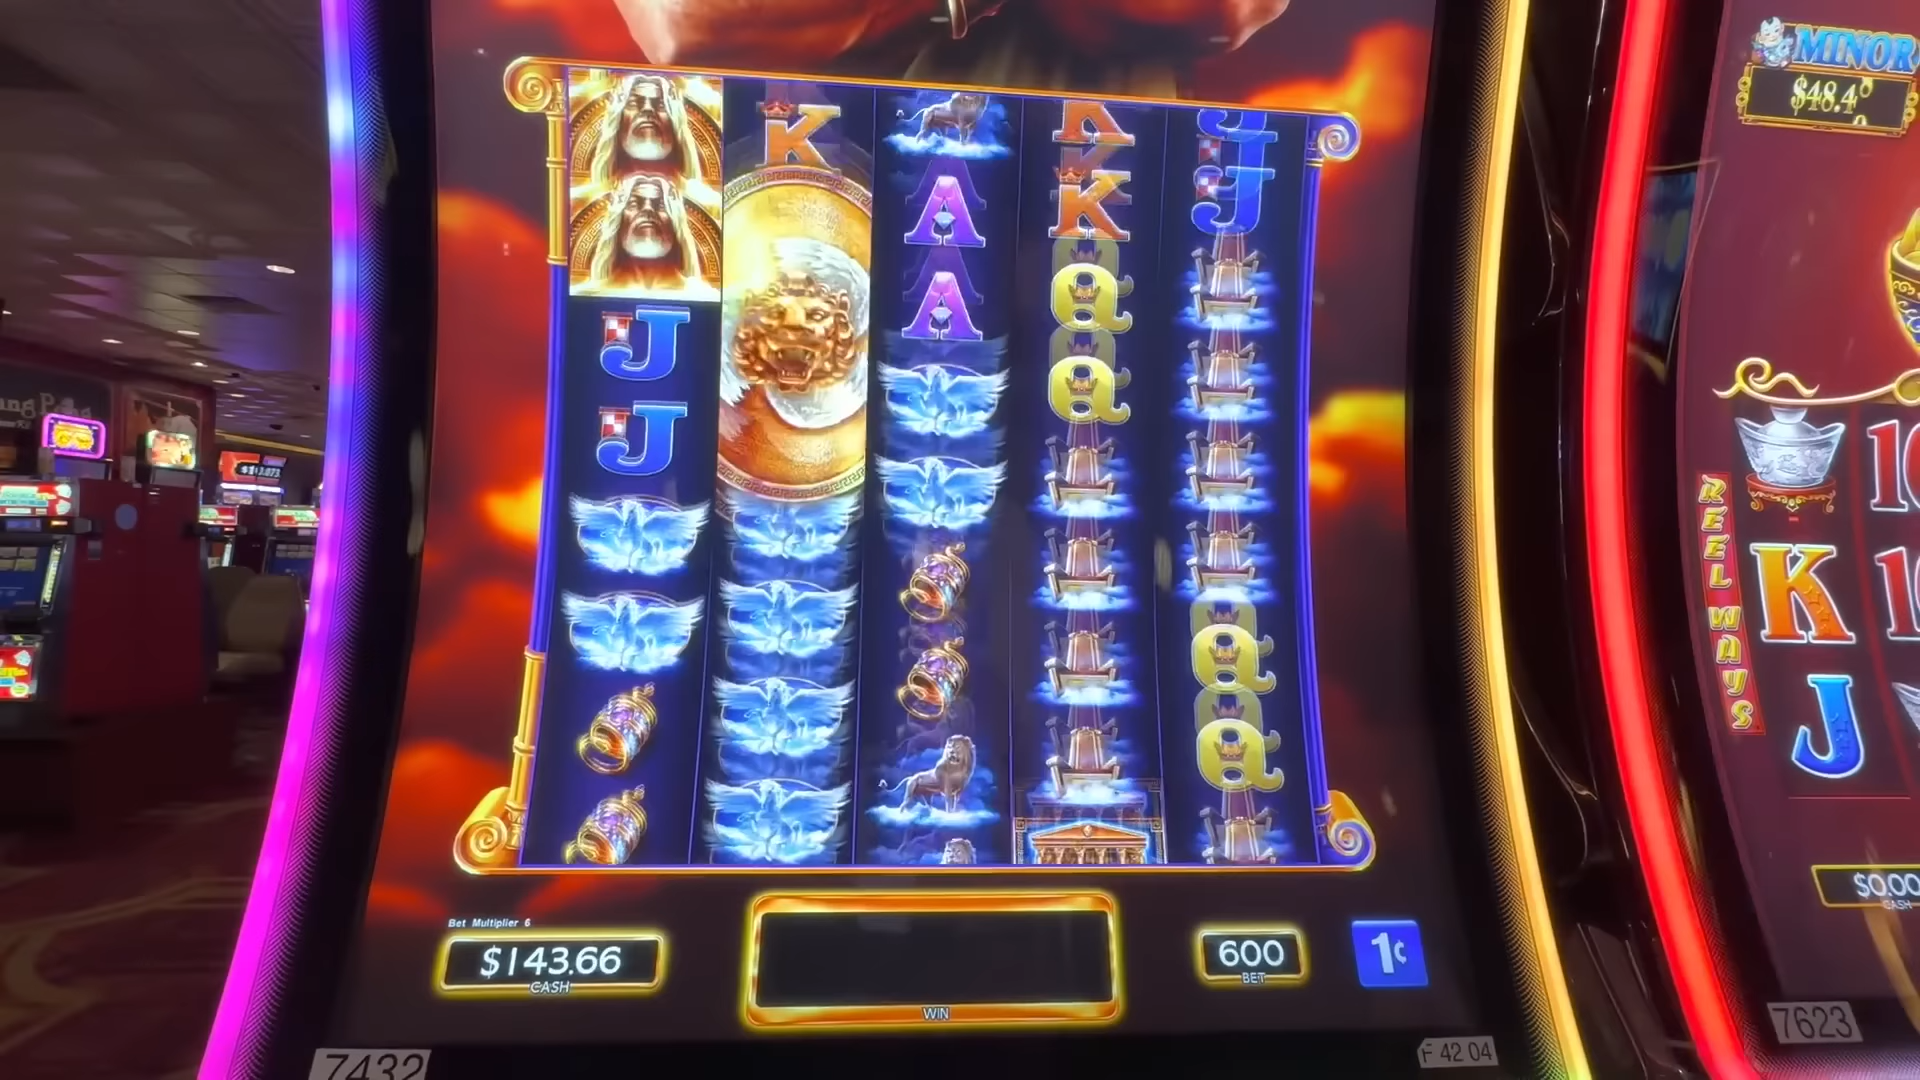 MINOR
$48.4
K
K
K
J
J
A
A
Q
Q
J
J
Q
Q
REEL WAYS
K
J
Bet Multiplier 6
$143.66
CASH
WIN
600
BET
1¢
$0.00
CASH
7432
F 42 04
7623